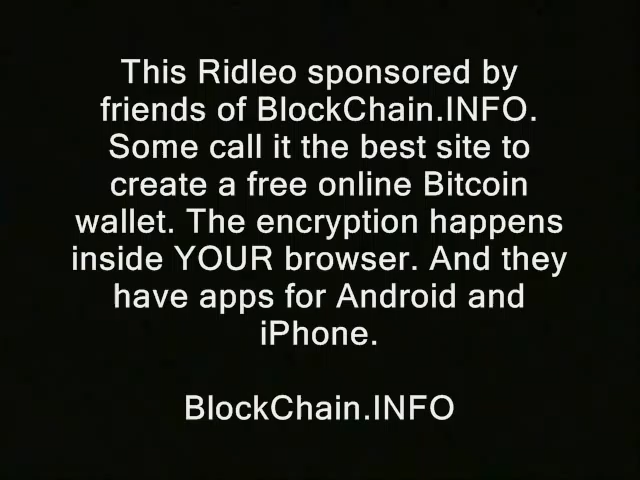 This Ridleo sponsored by
friends of BlockChain.INFO.
Some call it the best site to
create a free online Bitcoin
wallet. The encryption happens
inside YOUR browser. And they
have apps for Android and
iPhone.
BlockChain.INFO